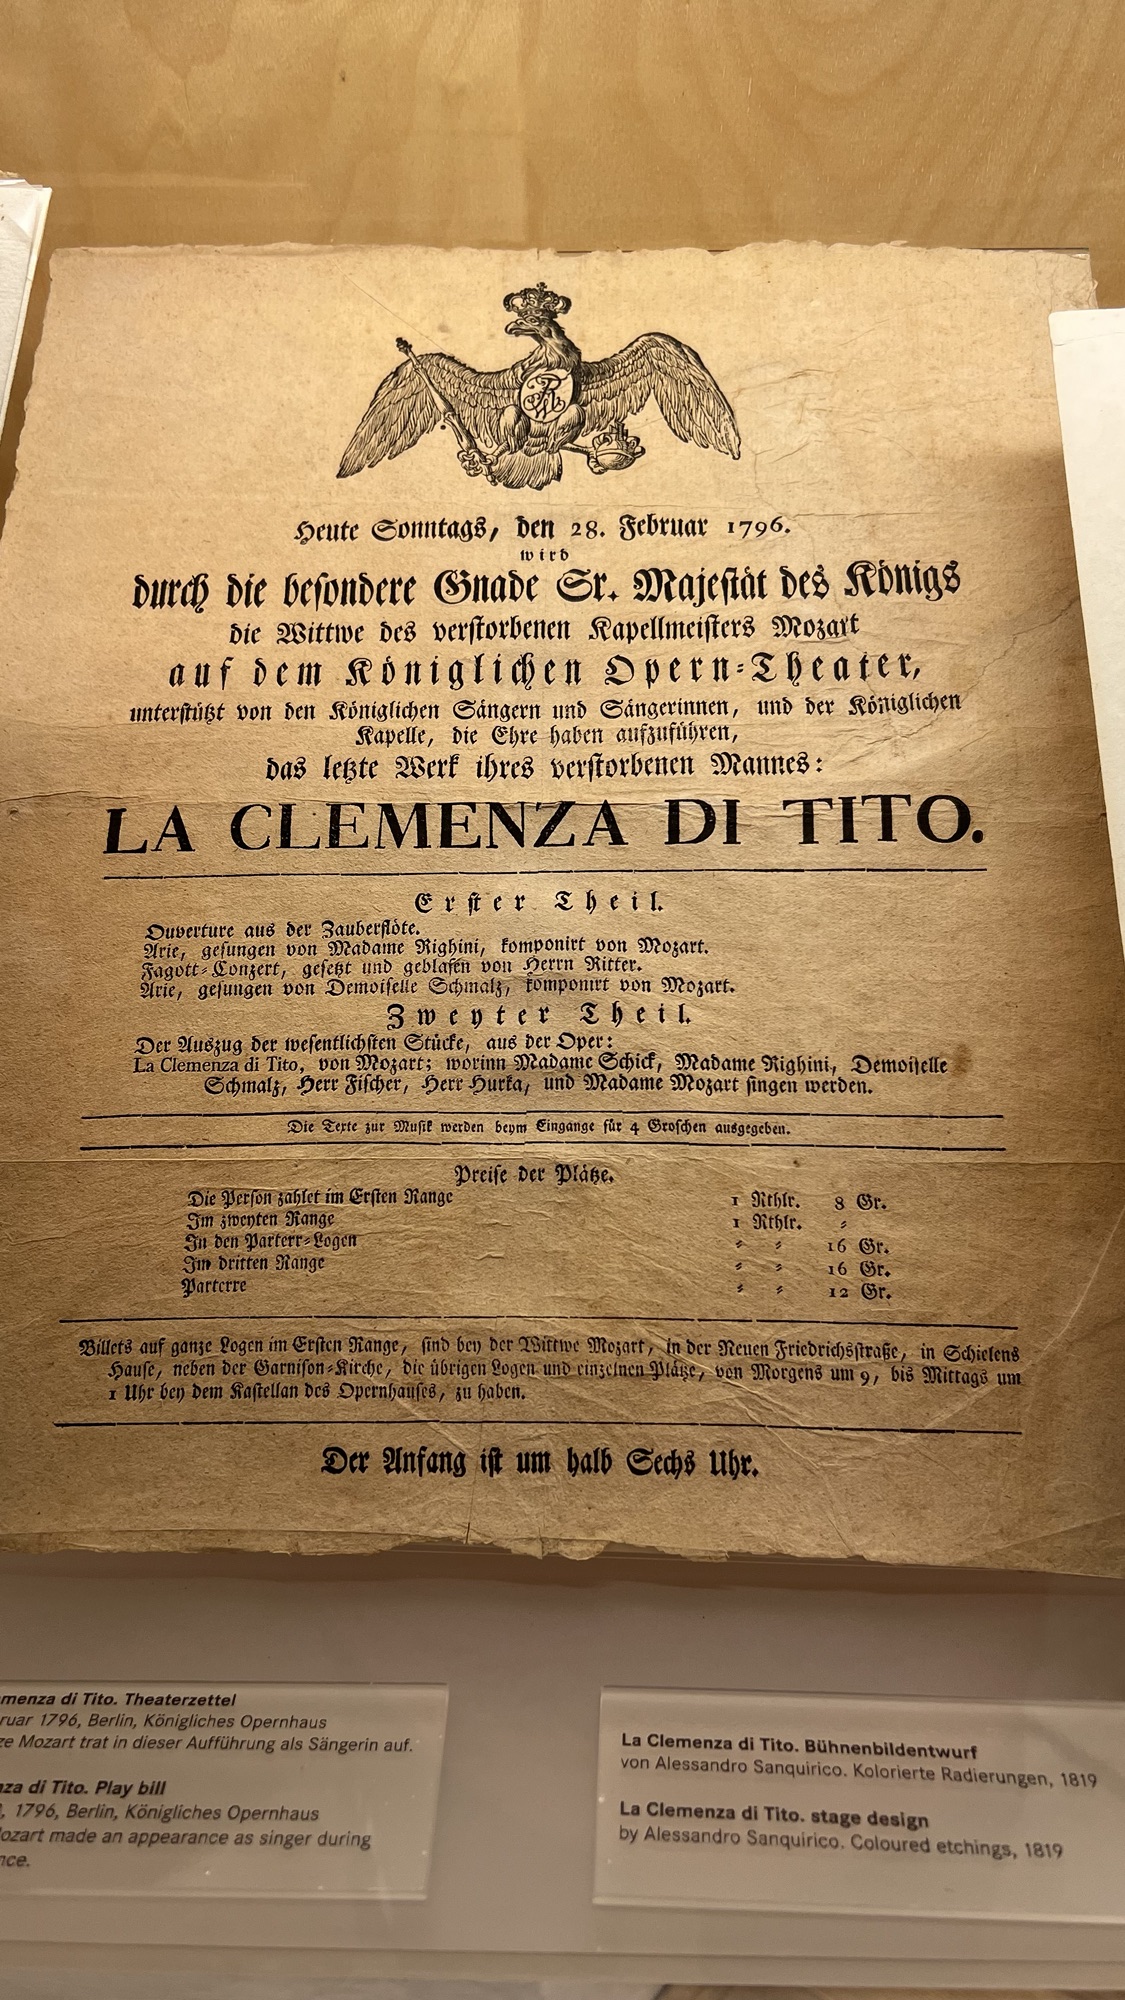 Heute Sonntags, den 28. Februar 1796.
wird
durch die besondere Gnade Sr. Majestät des Königs
die Wittwe des verstorbenen Kapellmeisters Mozart
auf dem Königlichen Opern-Theater,
unterstützt von den Königlichen Sängern und Sängerinnen, und der Königlichen
Kapelle, die Ehre haben aufzuführen,
das letzte Werk ihres verstorbenen Mannes:
LA CLEMENZA DI TITO.
Erster Theil.
Ouverture aus der Zauberflöte.
Arie, gesungen von Madame Righini, komponirt von Mozart.
Fagott-Conzert, gesetzt und geblasen von Herrn Ritter.
Arie, gesungen von Demoiselle Schmalz, komponirt von Mozart.
Zweyter Theil.
Der Auszug der wesentlichsten Stücke, aus der Oper:
La Clemenza di Tito, von Mozart; worinn Madame Schick, Madame Righini, Demoiselle
Schmalz, Herr Fischer, Herr Hurka, und Madame Mozart singen werden.
Die Texte zur Musik werden beym Eingange für 4 Groschen ausgegeben.
Preise der Plätze.
Die Person zahlet im Ersten Range 1 Rthlr. 8 Gr.
Im zweyten Range 1 Rthlr. -
In den Parterr-Logen - - 16 Gr.
Im dritten Range - - 16 Gr.
Parterre - - 12 Gr.
Billets auf ganze Logen im Ersten Range, sind bey der Wittwe Mozart, in der Neuen Friedrichsstraße, in Schielens
Hause, neben der Garnison-Kirche, die übrigen Logen und einzelnen Plätze, von Morgens um 9, bis Mittags um
1 Uhr bey dem Kastellan des Opernhauses, zu haben.
Der Anfang ist um halb Sechs Uhr.
menza di Tito. Theaterzettel
ruar 1796, Berlin, Königliches Opernhaus
ze Mozart trat in dieser Aufführung als Sängerin auf.
nza di Tito. Play bill
, 1796, Berlin, Königliches Opernhaus
Mozart made an appearance as singer during
nce.
La Clemenza di Tito. Bühnenbildentwurf
von Alessandro Sanquirico. Kolorierte Radierungen, 1819
La Clemenza di Tito. stage design
by Alessandro Sanquirico. Coloured etchings, 1819